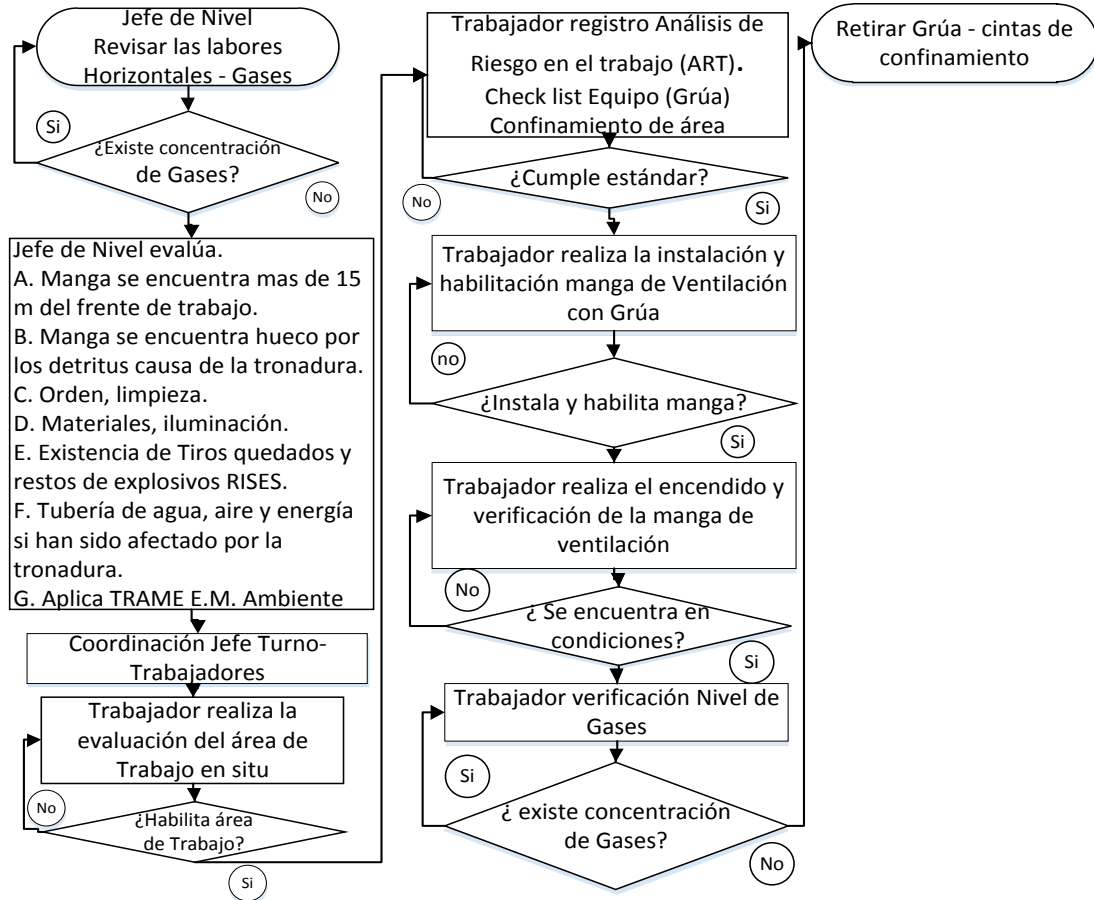 Jefe de Nivel
Revisar las labores
Horizontales - Gases
Si
¿Existe concentración
de Gases?
No
Jefe de Nivel evalúa.
A. Manga se encuentra mas de 15
m del frente de trabajo.
B. Manga se encuentra hueco por
los detritus causa de la tronadura.
C. Orden, limpieza.
D. Materiales, iluminación.
E. Existencia de Tiros quedados y
restos de explosivos RISES.
F. Tubería de agua, aire y energía
si han sido afectado por la
tronadura.
G. Aplica TRAME E.M. Ambiente
Coordinación Jefe Turno-
Trabajadores
Trabajador realiza la
evaluación del área de
Trabajo en situ
No
¿Habilita área
de Trabajo?
Si
Trabajador registro Análisis de
Riesgo en el trabajo (ART).
Check list Equipo (Grúa)
Confinamiento de área
¿Cumple estándar?
No
Si
Trabajador realiza la instalación y
habilitación manga de Ventilación
con Grúa
no
¿Instala y habilita manga?
Si
Trabajador realiza el encendido y
verificación de la manga de
ventilación
No
¿ Se encuentra en
condiciones?
Si
Trabajador verificación Nivel de
Gases
Si
¿ existe concentración
de Gases?
No
Retirar Grúa - cintas de
confinamiento